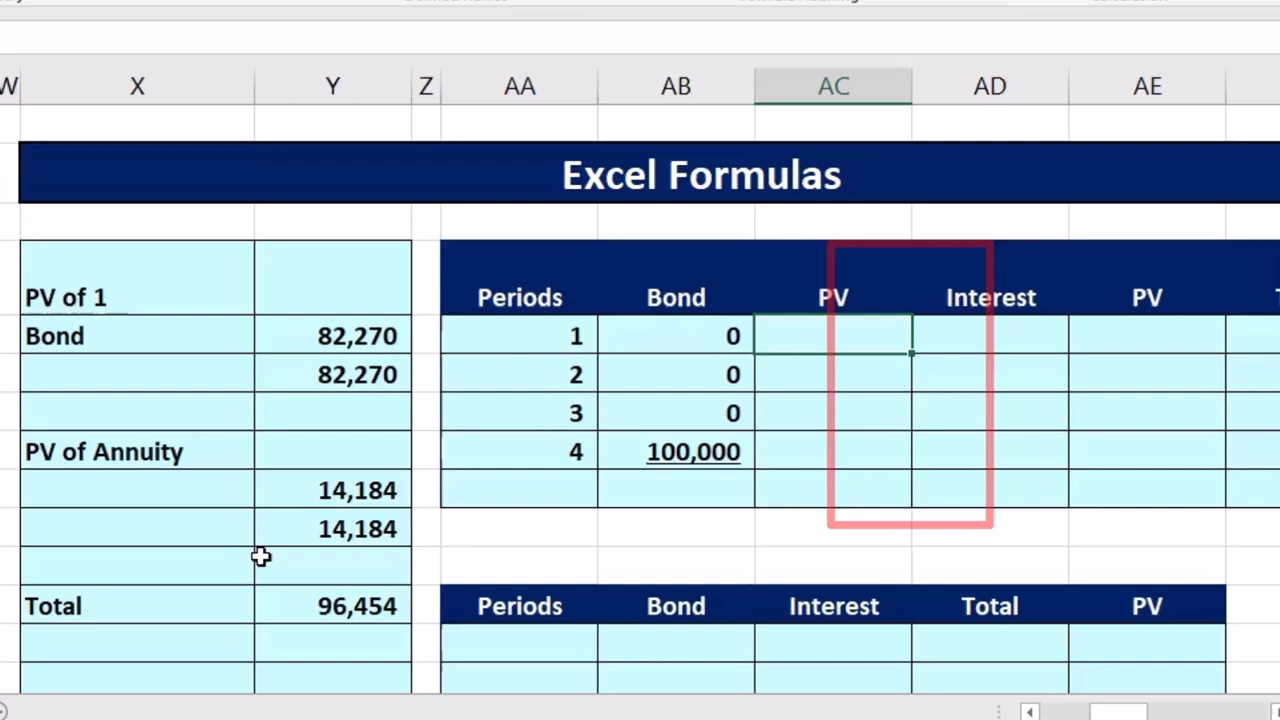 W X Y Z AA AB AC AD AE
Excel Formulas
PV of 1
Periods Bond PV Interest PV
Bond 82,270 1 0
82,270 2 0
3 0
PV of Annuity 4 100,000
14,184
14,184
Total 96,454 Periods Bond Interest Total PV